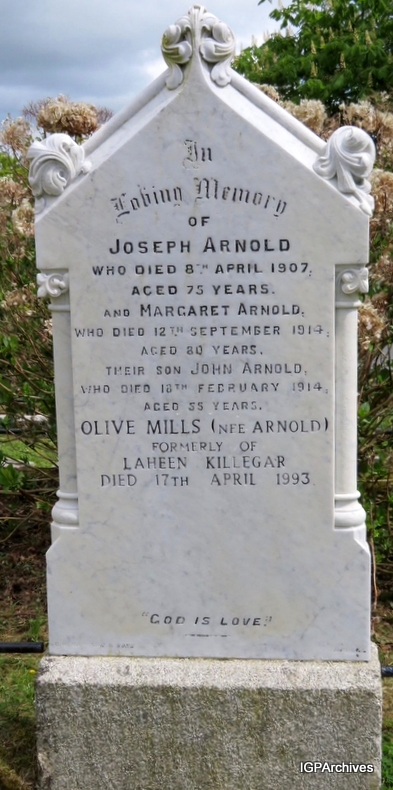 In
Loving Memory
OF
JOSEPH ARNOLD
WHO DIED 8TH APRIL 1907,
AGED 75 YEARS.
AND MARGARET ARNOLD,
WHO DIED 12TH SEPTEMBER 1914,
AGED 80 YEARS.
THEIR SON JOHN ARNOLD,
WHO DIED 18TH FEBRUARY 1914,
AGED 55 YEARS.
OLIVE MILLS (NEE ARNOLD)
FORMERLY OF
LAHEEN KILLEGAR
DIED 17TH APRIL 1993.
"GOD IS LOVE."
IGPArchives